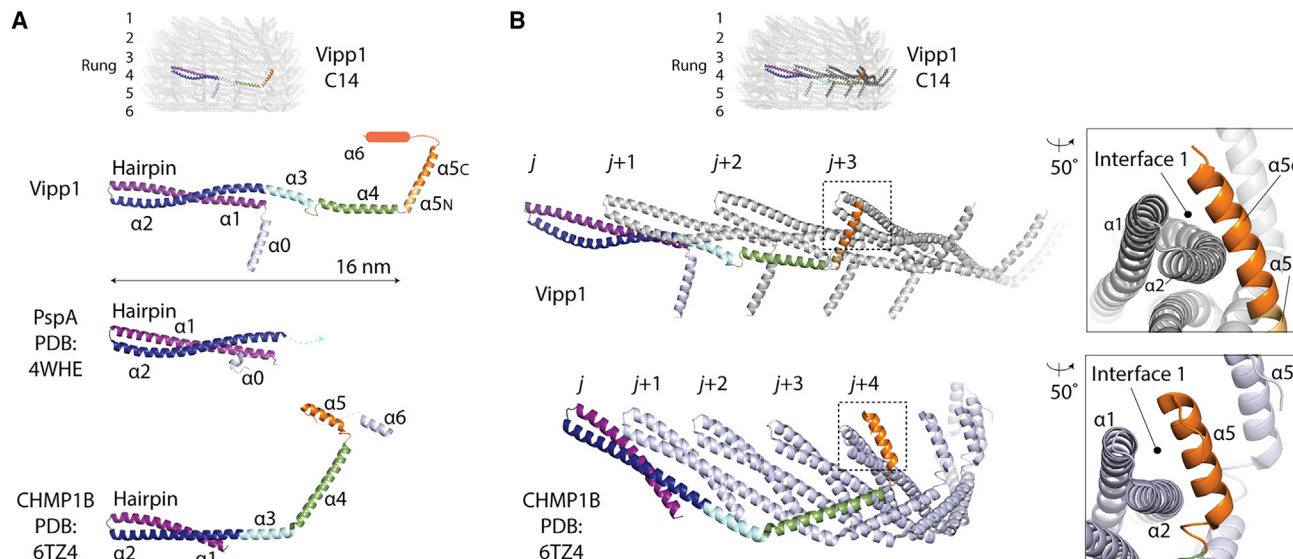 A
1
2
3
Rung 4
5
6
Vipp1
C14
Vipp1
Hairpin
α2
α1
α0
α3
α4
α6
α5C
α5N
16 nm
PspA
PDB:
4WHE
Hairpin
α1
α2
α0
CHMP1B
PDB:
6TZ4
Hairpin
α2
α1
α3
α4
α5
α6
B
1
2
3
Rung 4
5
6
Vipp1
C14
j
j+1
j+2
j+3
Vipp1
50°
Interface 1
α1
α2
α5c
α5
j
j+1
j+2
j+3
j+4
CHMP1B
PDB:
6TZ4
50°
Interface 1
α1
α2
α5
α5